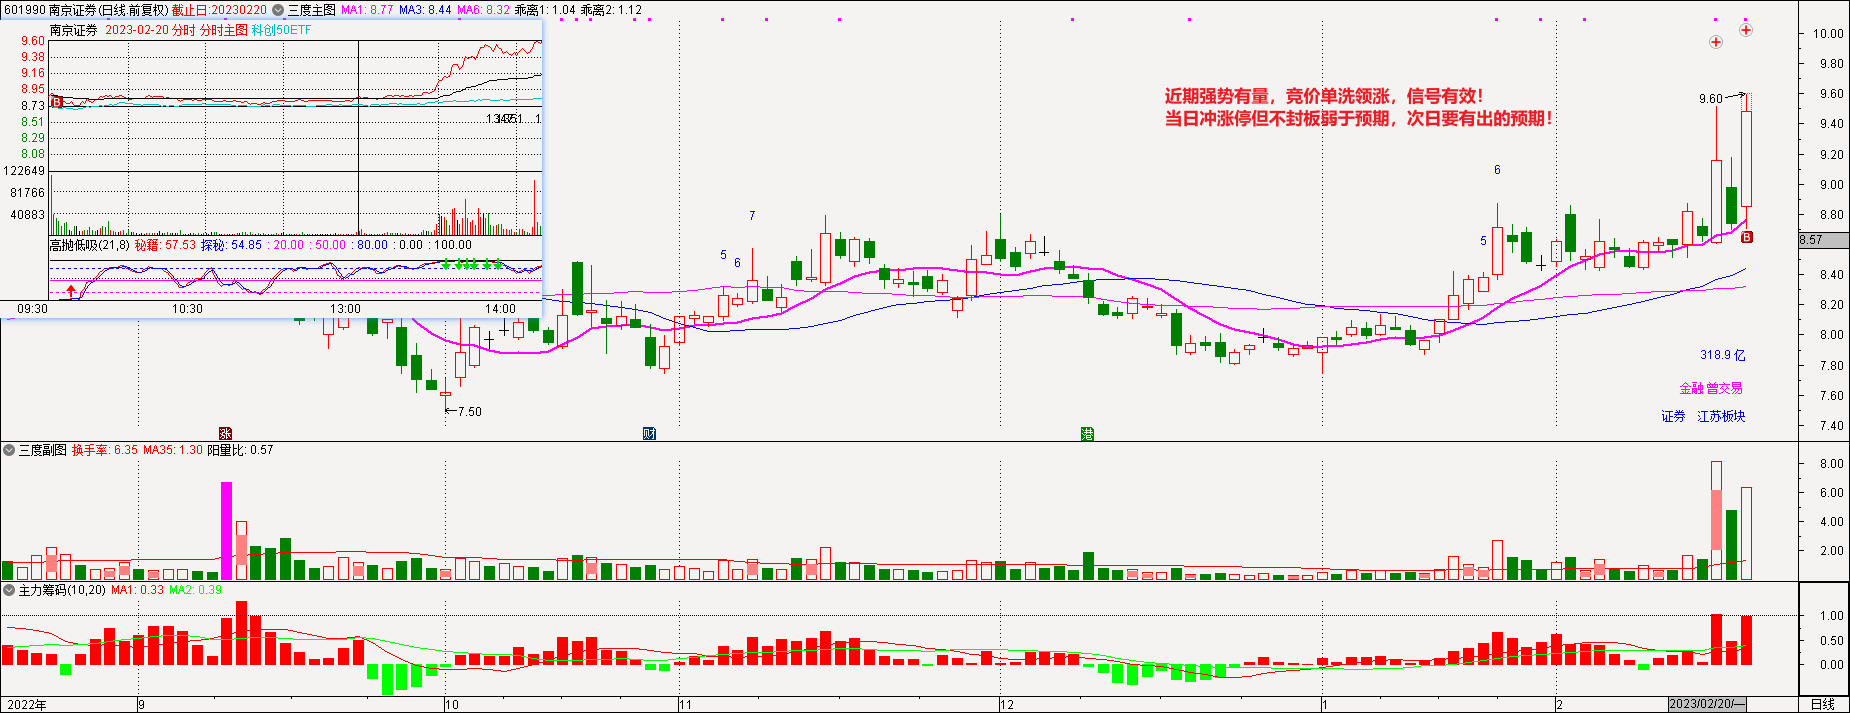 601990 南京证券(日线.前复权) 截止日:20230220 三度主图 MA1: 8.77 MA3: 8.44 MA6: 8.32 乖离1: 1.04 乖离2: 1.12
南京证券 2023-02-20 分时 分时主图 科创50ETF
9.60
9.38
9.16
8.95
8.73
8.51
8.29
8.08
B
122649
81766
40883
高抛低吸(21,8) 秘籍: 57.53 探秘: 54.85 : 20.00 : 50.00 : 80.00 : 0.00 : 100.00
09:30 10:30 13:00 14:00
近期强势有量，竞价单洗领涨，信号有效！
当日冲涨停但不封板弱于预期，次日要有出的预期！
9.60
6
7
5
5
6
B
←7.50
318.9 亿
金融 曾交易
证券 江苏板块
涨 财 港
10.00
9.80
9.60
9.40
9.20
9.00
8.80
8.57
8.40
8.20
8.00
7.80
7.60
7.40
三度副图 换手率: 6.35 MA35: 1.30 阳量比: 0.57
8.00
6.00
4.00
2.00
主力筹码(10,20) MA1: 0.33 MA2: 0.39
1.00
0.50
0.00
2022年 9 10 11 12 1 2 2023/02/20/一 日线